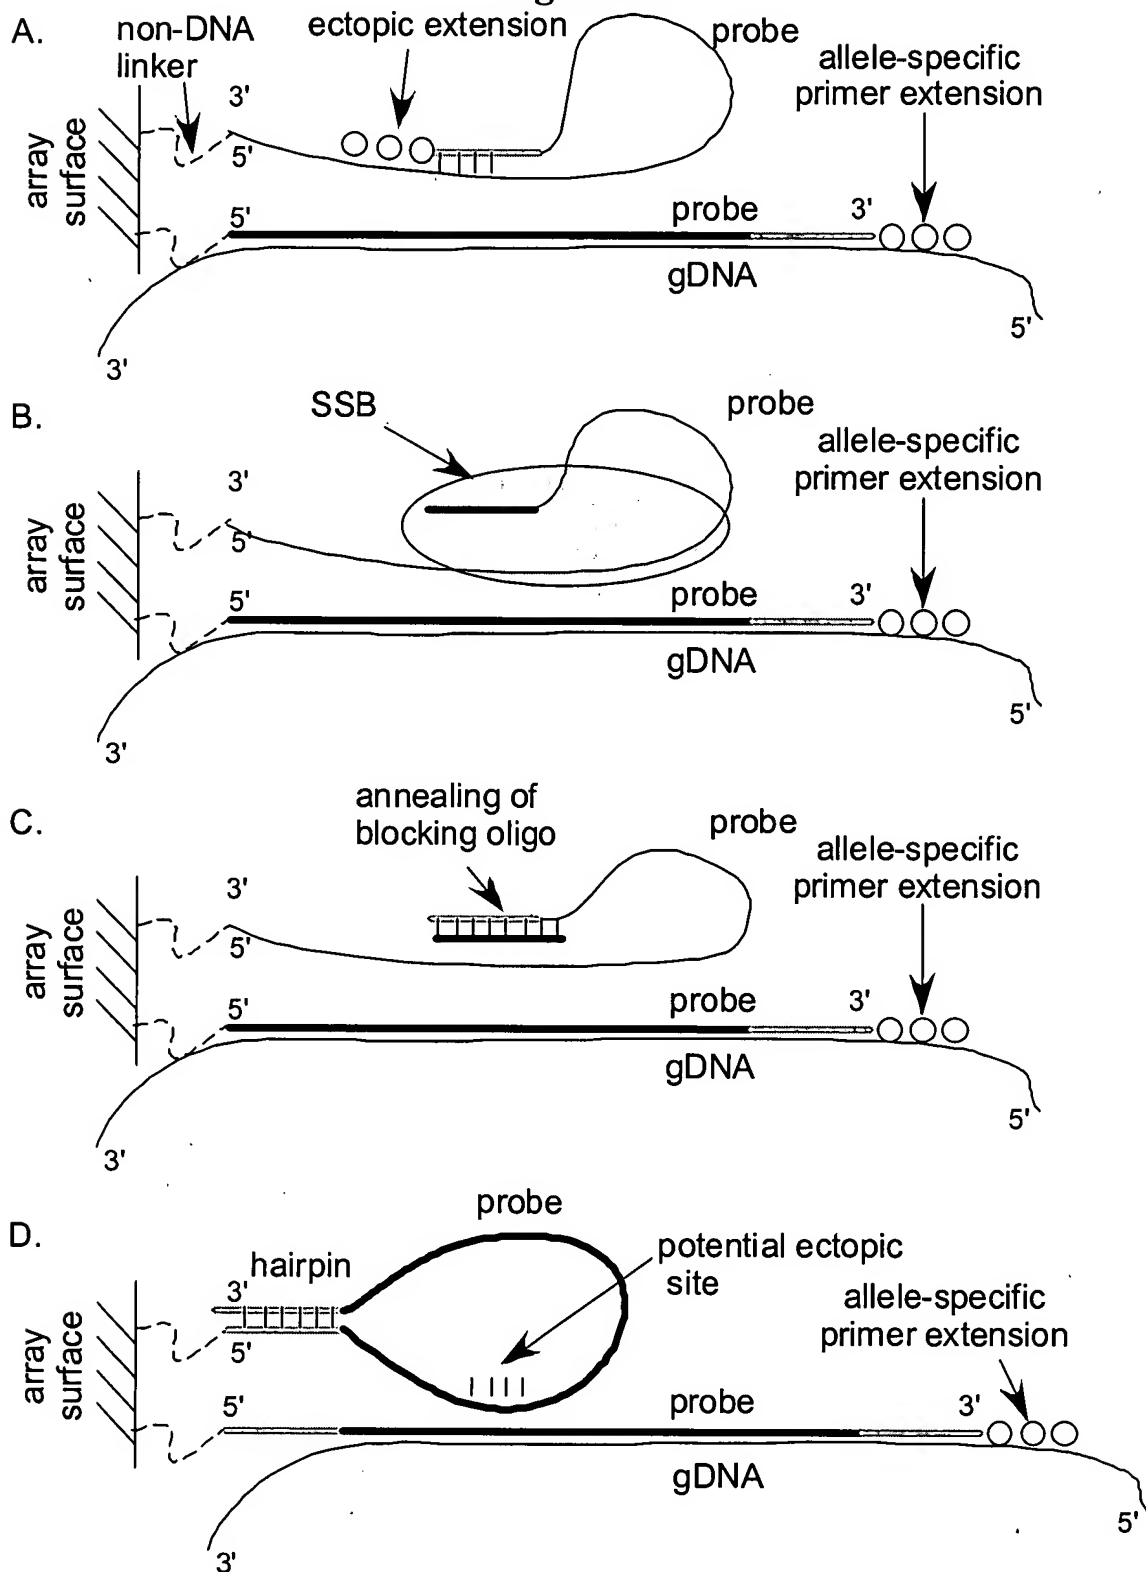 A.
non-DNA
linker
ectopic extension
probe
allele-specific
primer extension
array
surface
3'
5'
5'
probe
3'
gDNA
3'
5'
B.
SSB
probe
allele-specific
primer extension
array
surface
3'
5'
5'
probe
3'
gDNA
3'
5'
C.
annealing of
blocking oligo
probe
allele-specific
primer extension
array
surface
3'
5'
5'
probe
3'
gDNA
3'
5'
D.
probe
hairpin
potential ectopic
site
allele-specific
primer extension
array
surface
3'
5'
5'
probe
3'
gDNA
3'
5'